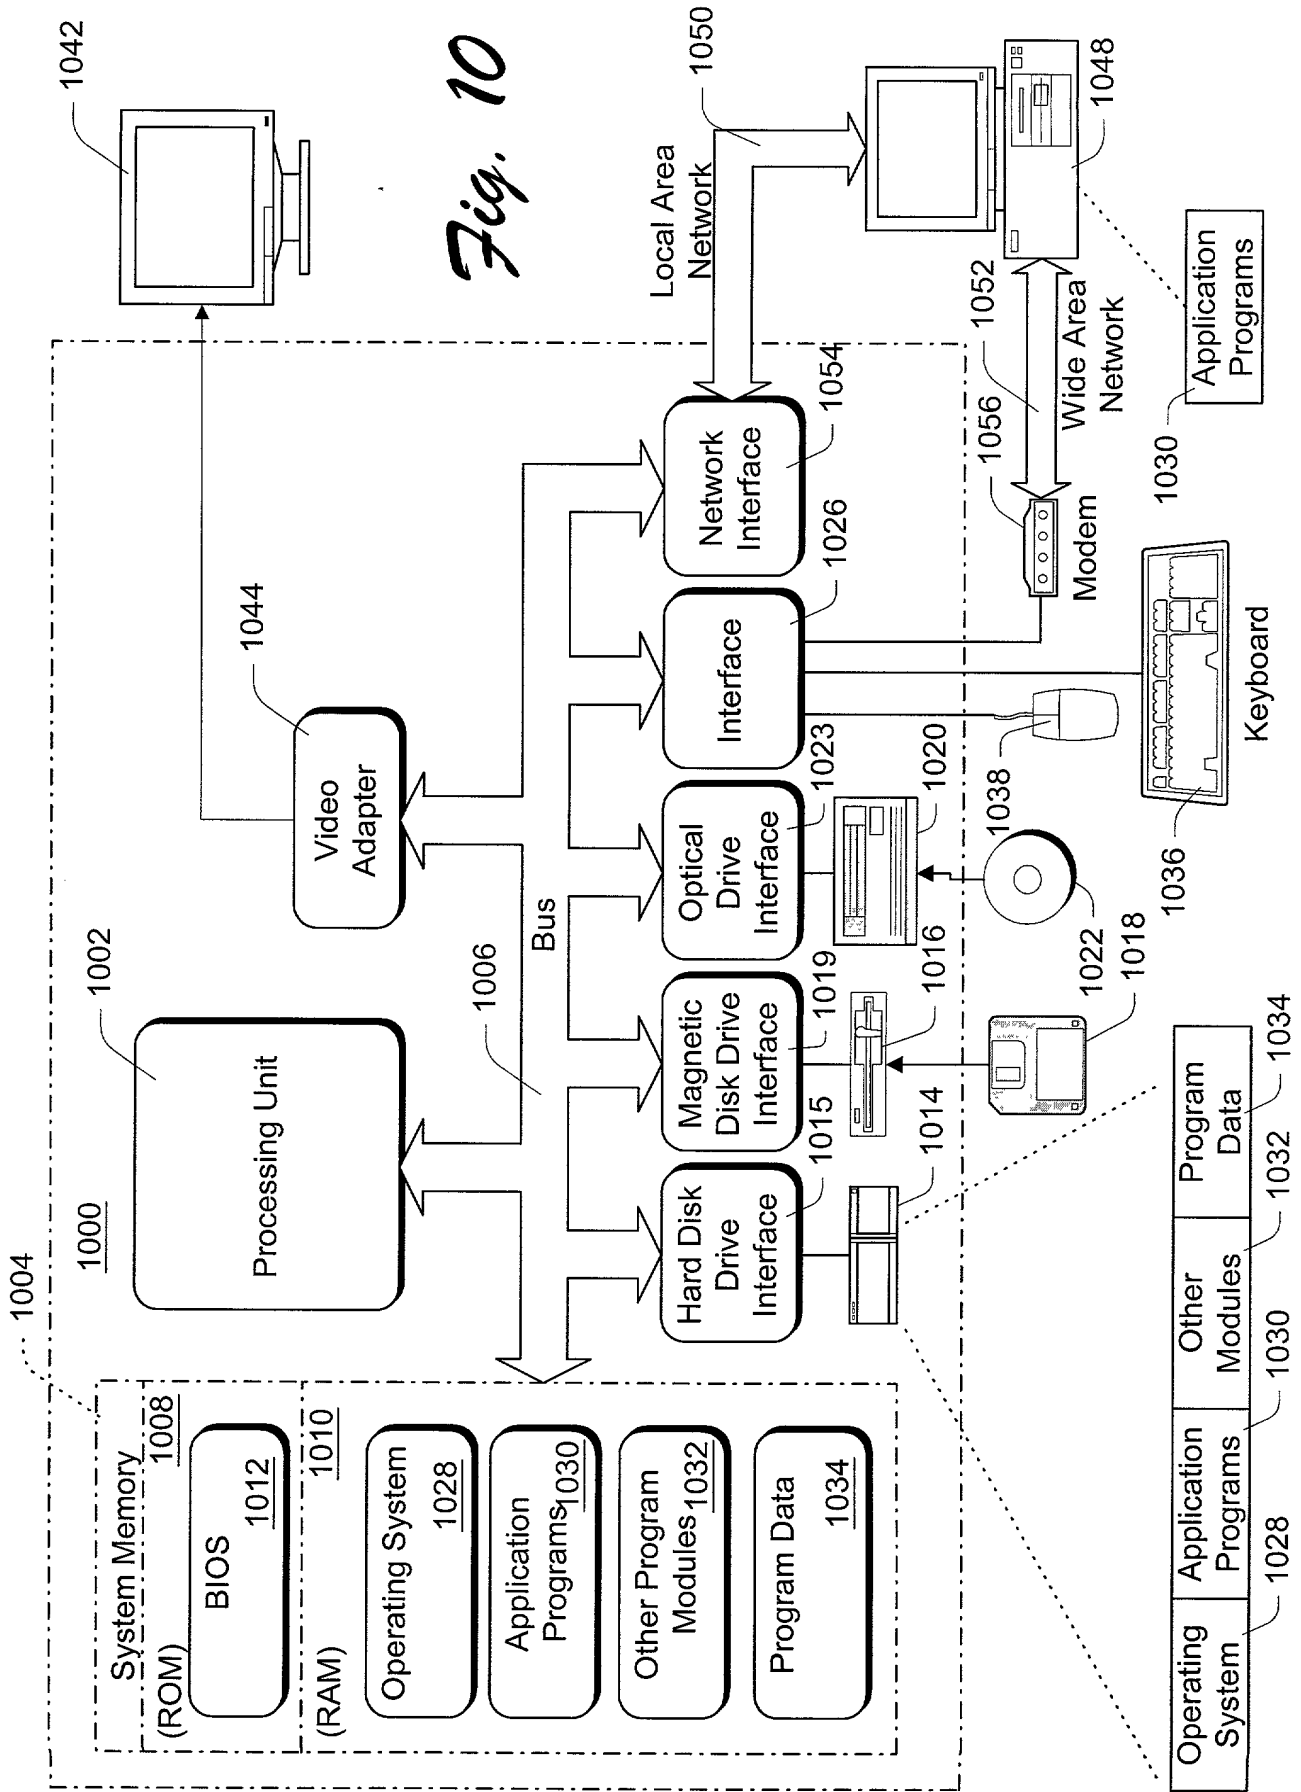 1042
Fig. 10
1004
1000
1002
1044
Processing Unit
Video
Adapter
System Memory
(ROM) 1008
BIOS
1012
(RAM) 1010
Operating System
1028
Application
Programs 1030
Other Program
Modules 1032
Program Data
1034
1006
Bus
Local Area
Network
1050
Hard Disk
Drive
Interface
1015
Magnetic
Disk Drive
Interface
1019
Optical
Drive
Interface
1023
Interface
1026
Network
Interface
1054
1014
1016
1020
1018
1022
1038
1036
Keyboard
Modem
1056
1052
Wide Area
Network
1048
1030
Application
Programs
Operating
System
Application
Programs
Other
Modules
Program
Data
1028
1030
1032
1034